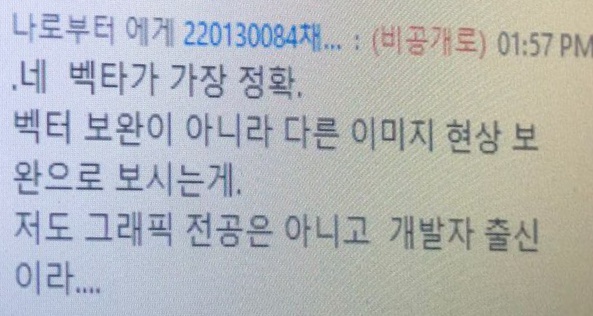 나로부터 에게 220130084채... : (비공개로) 01:57 PM
.네 벡타가 가장 정확.
벡터 보완이 아니라 다른 이미지 현상 보
완으로 보시는게.
저도 그래픽 전공은 아니고 개발자 출신
이라....